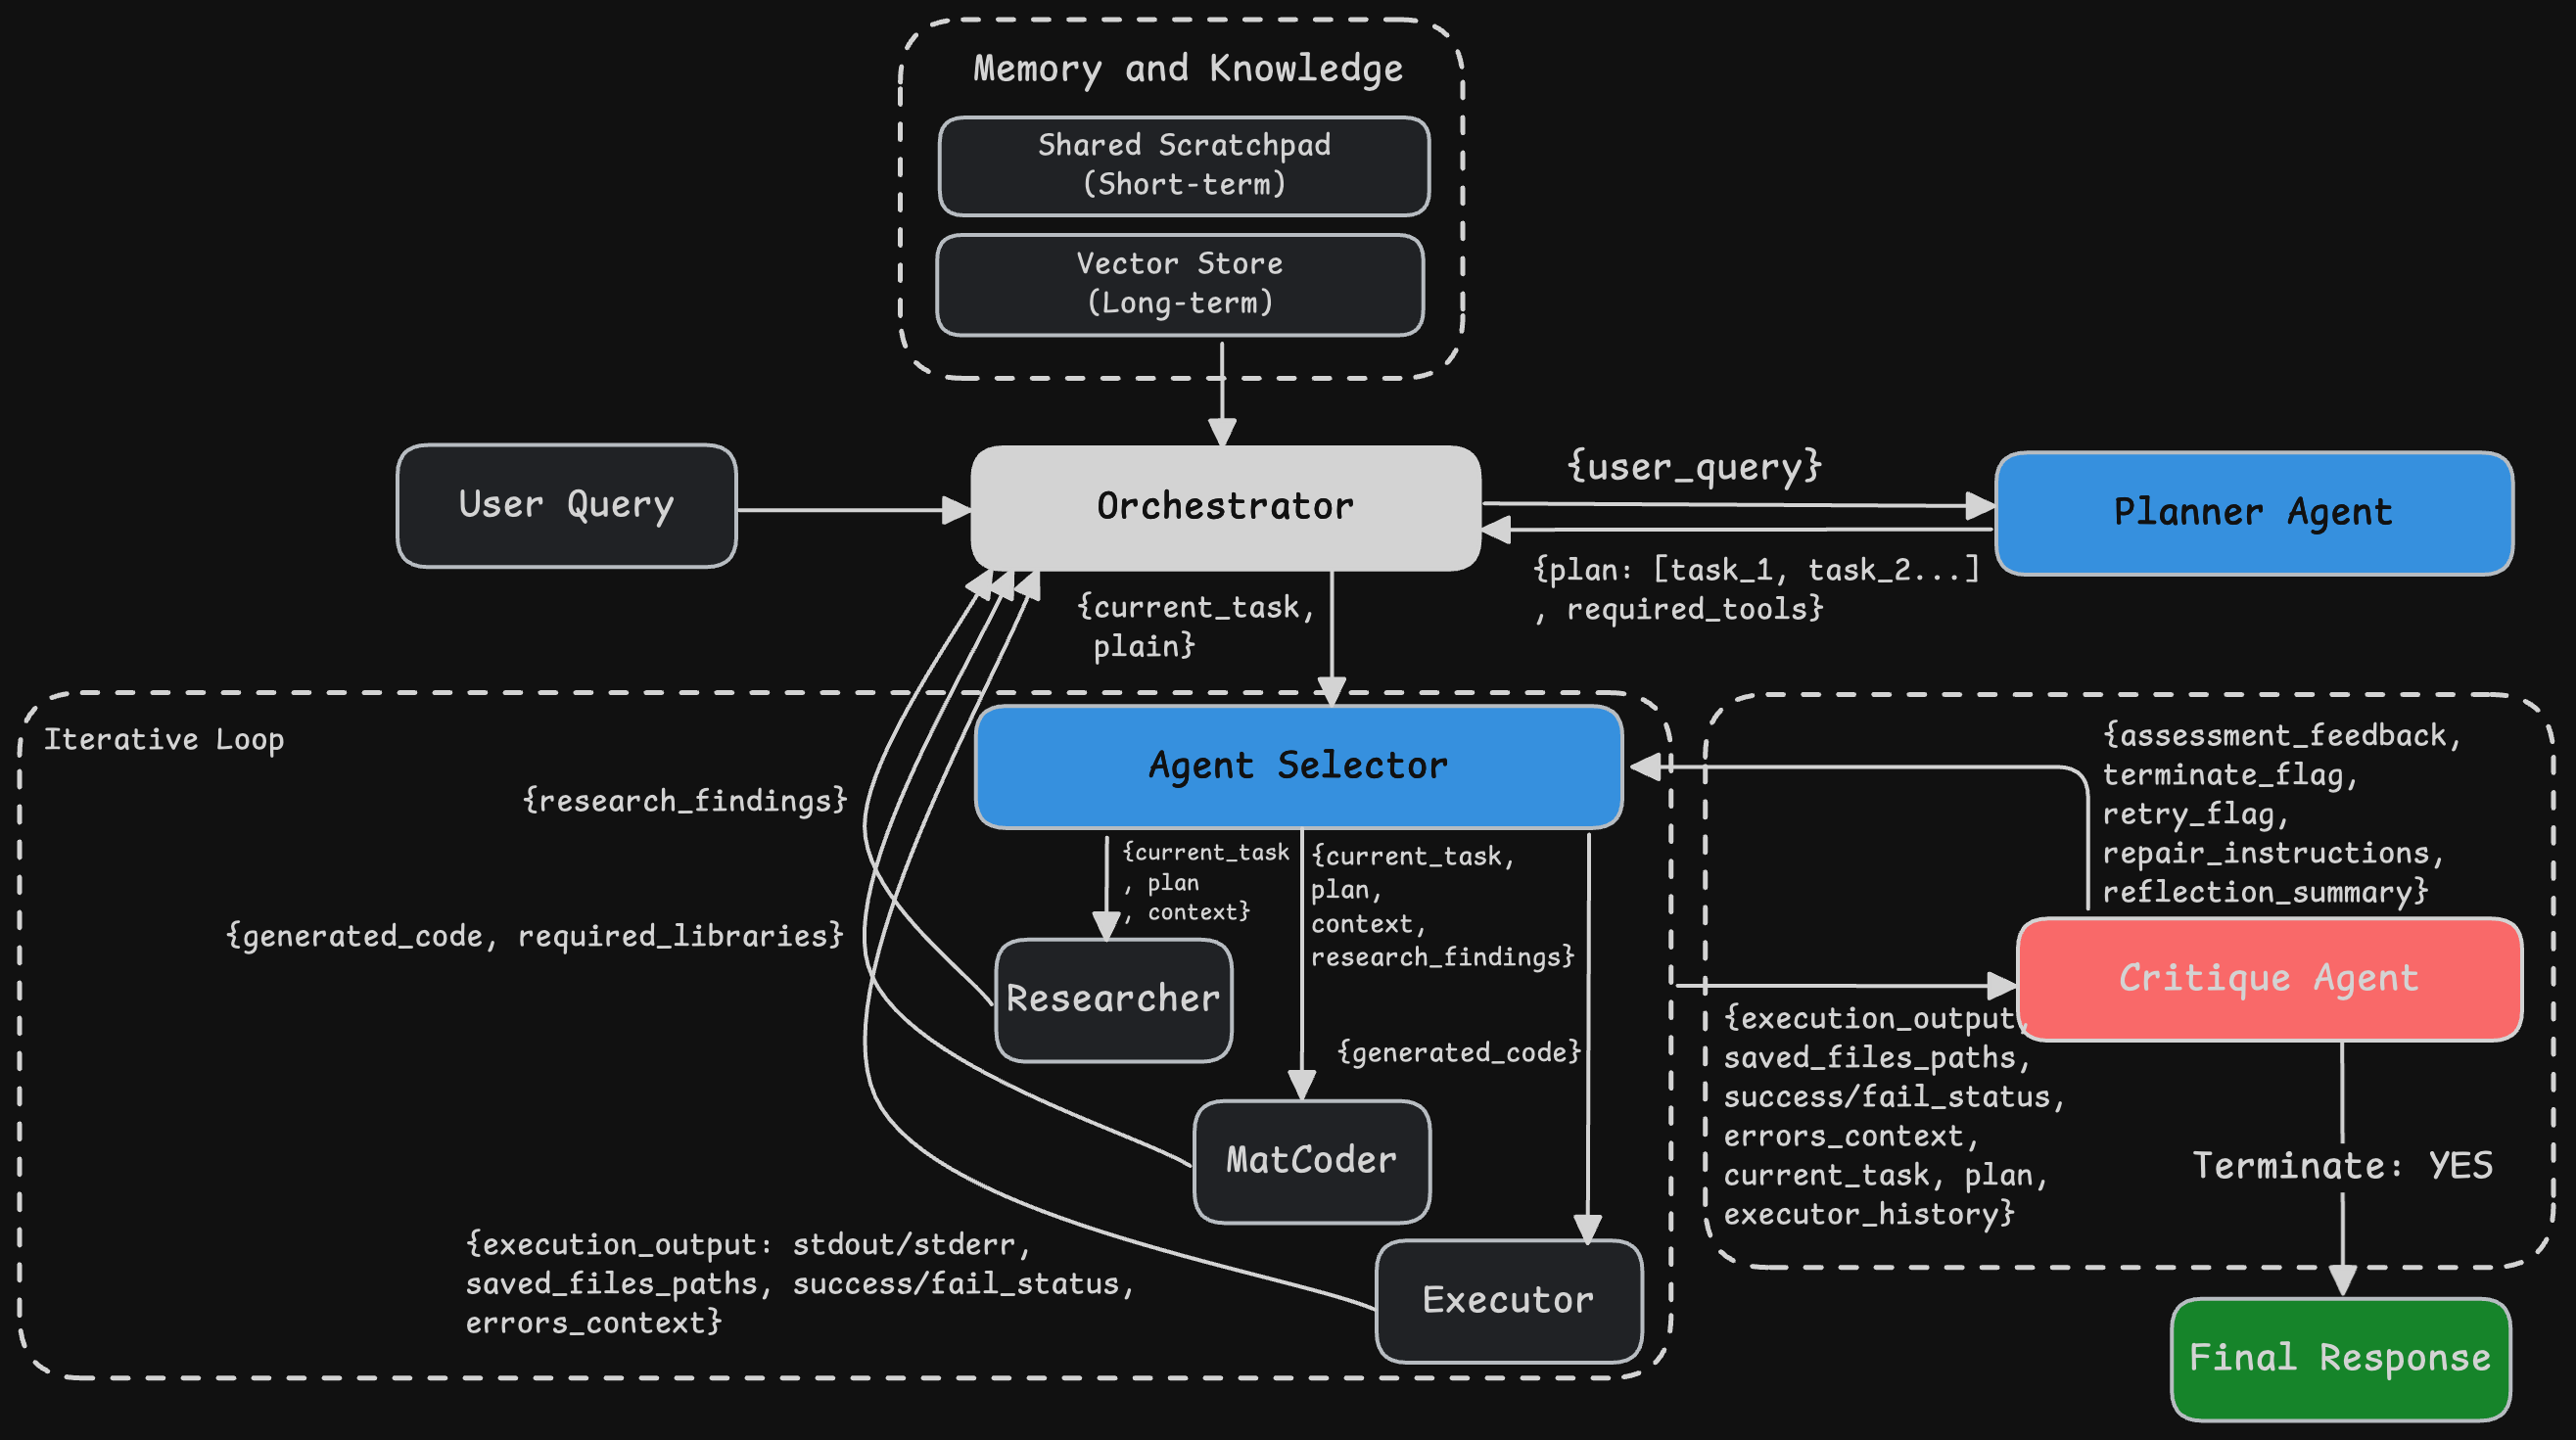 Memory and Knowledge
Shared Scratchpad
(Short-term)
Vector Store
(Long-term)
User Query
Orchestrator
{user_query}
Planner Agent
{plan: [task_1, task_2...]
, required_tools}
{current_task,
plain}
Iterative Loop
Agent Selector
{research_findings}
{generated_code, required_libraries}
{current_task
, plan
, context}
{current_task,
plan,
context,
research_findings}
{generated_code}
Researcher
MatCoder
Executor
{execution_output: stdout/stderr,
saved_files_paths, success/fail_status,
errors_context}
{assessment_feedback,
terminate_flag,
retry_flag,
repair_instructions,
reflection_summary}
Critique Agent
{execution_output,
saved_files_paths,
success/fail_status,
errors_context,
current_task, plan,
executor_history}
Terminate: YES
Final Response